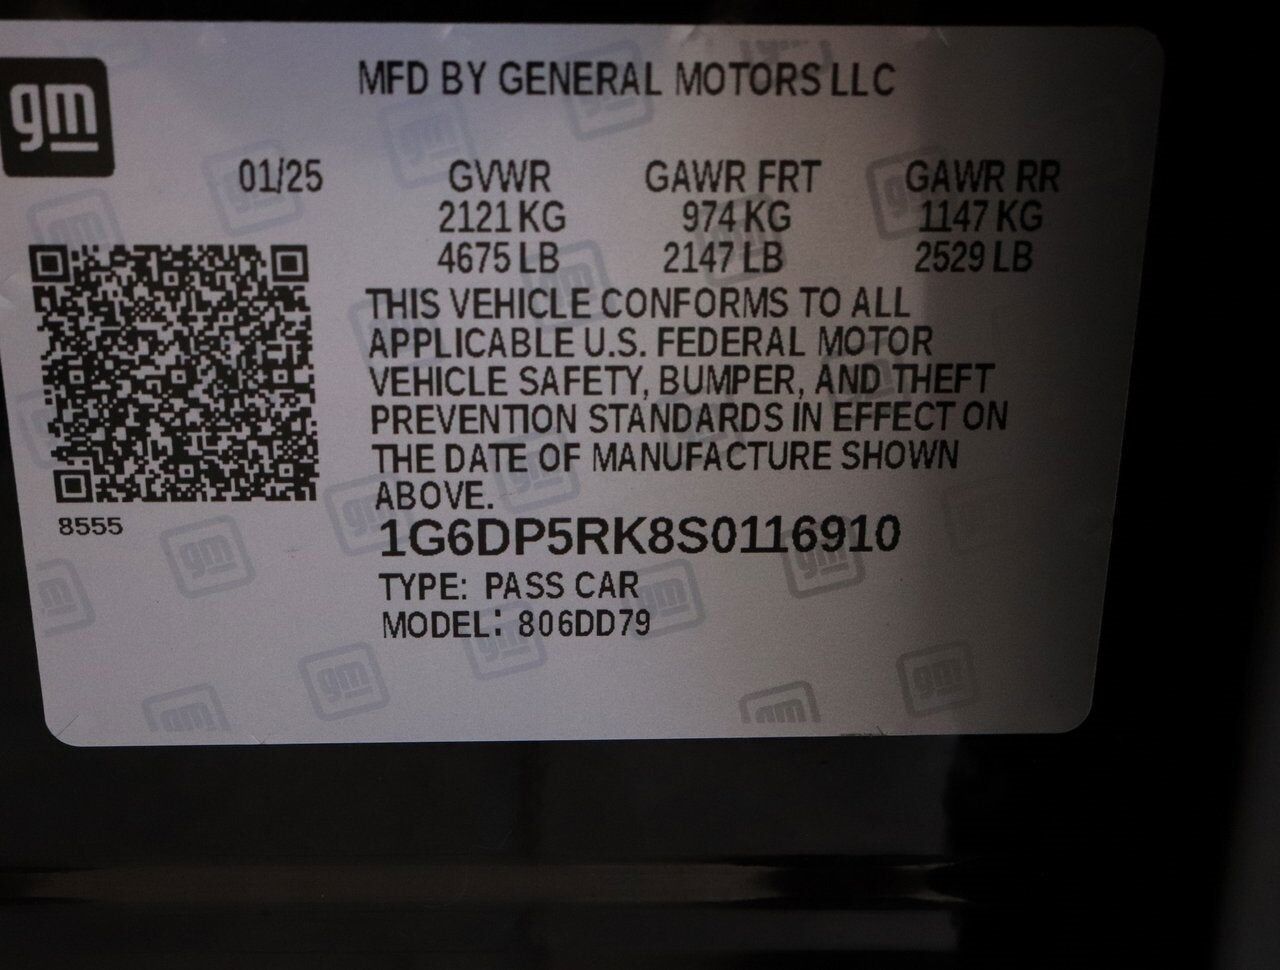 gm
MFD BY GENERAL MOTORS LLC
01/25 GVWR GAWR FRT GAWR RR
2121 KG 974 KG 1147 KG
4675 LB 2147 LB 2529 LB
THIS VEHICLE CONFORMS TO ALL
APPLICABLE U.S. FEDERAL MOTOR
VEHICLE SAFETY, BUMPER, AND THEFT
PREVENTION STANDARDS IN EFFECT ON
THE DATE OF MANUFACTURE SHOWN
ABOVE.
8555
1G6DP5RK8S0116910
TYPE: PASS CAR
MODEL: 806DD79